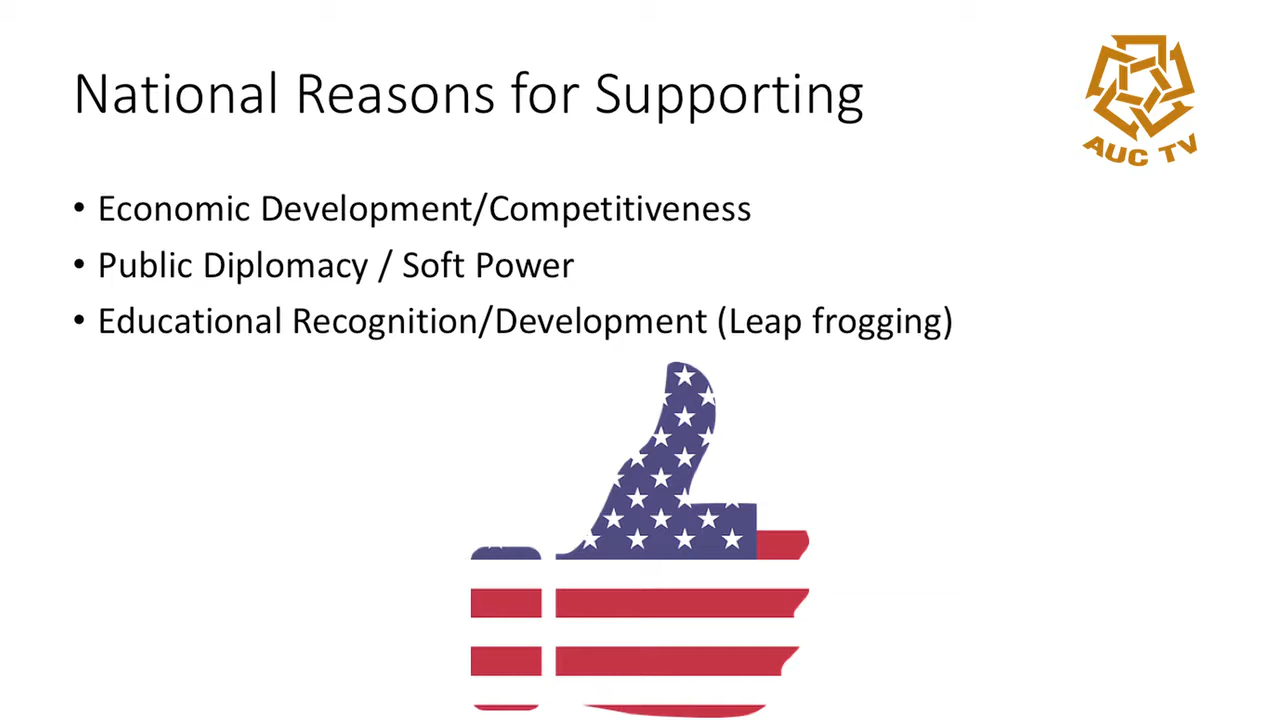 National Reasons for Supporting
AUC TV
• Economic Development/Competitiveness
• Public Diplomacy / Soft Power
• Educational Recognition/Development (Leap frogging)